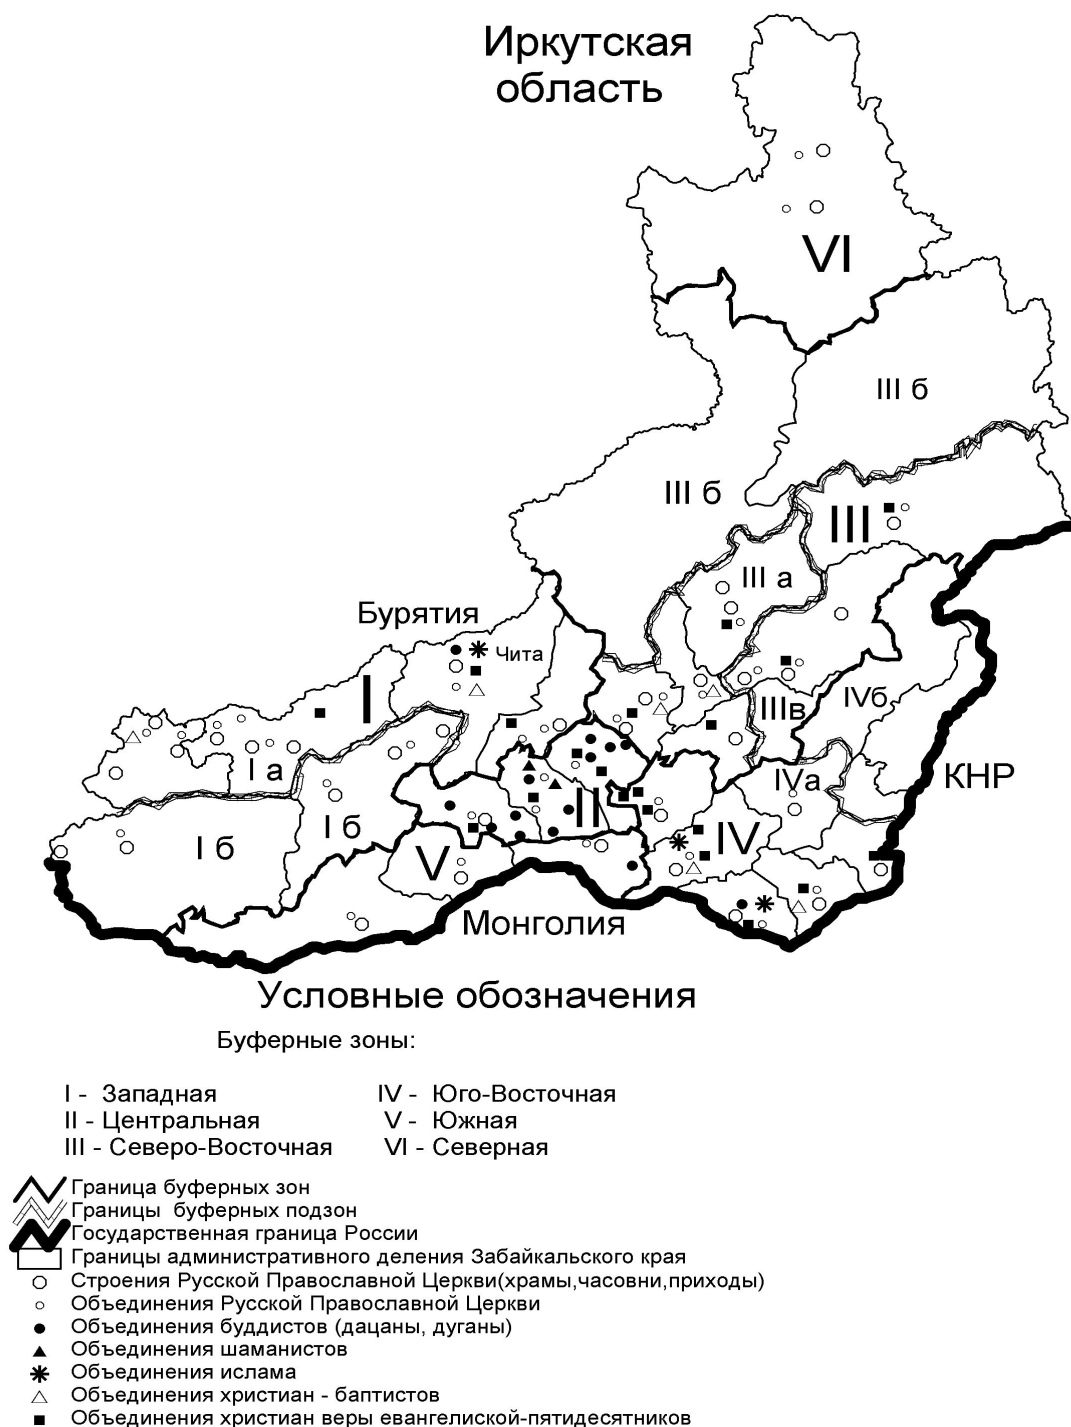 Иркутская
область
VI
III б
III б
III
III а
Бурятия
Чита
I
IIIв
IVб
I а
IVа
КНР
II
I б
I б
IV
V
Монголия
Условные обозначения
Буферные зоны:
I - Западная
IV - Юго-Восточная
II - Центральная
V - Южная
III - Северо-Восточная
VI - Северная
Граница буферных зон
Границы буферных подзон
Государственная граница России
Границы административного деления Забайкальского края
Строения Русской Православной Церкви(храмы,часовни,приходы)
Объединения Русской Православной Церкви
Объединения буддистов (дацаны, дуганы)
Объединения шаманистов
Объединения ислама
Объединения христиан - баптистов
Объединения христиан веры евангелиской-пятидесятников